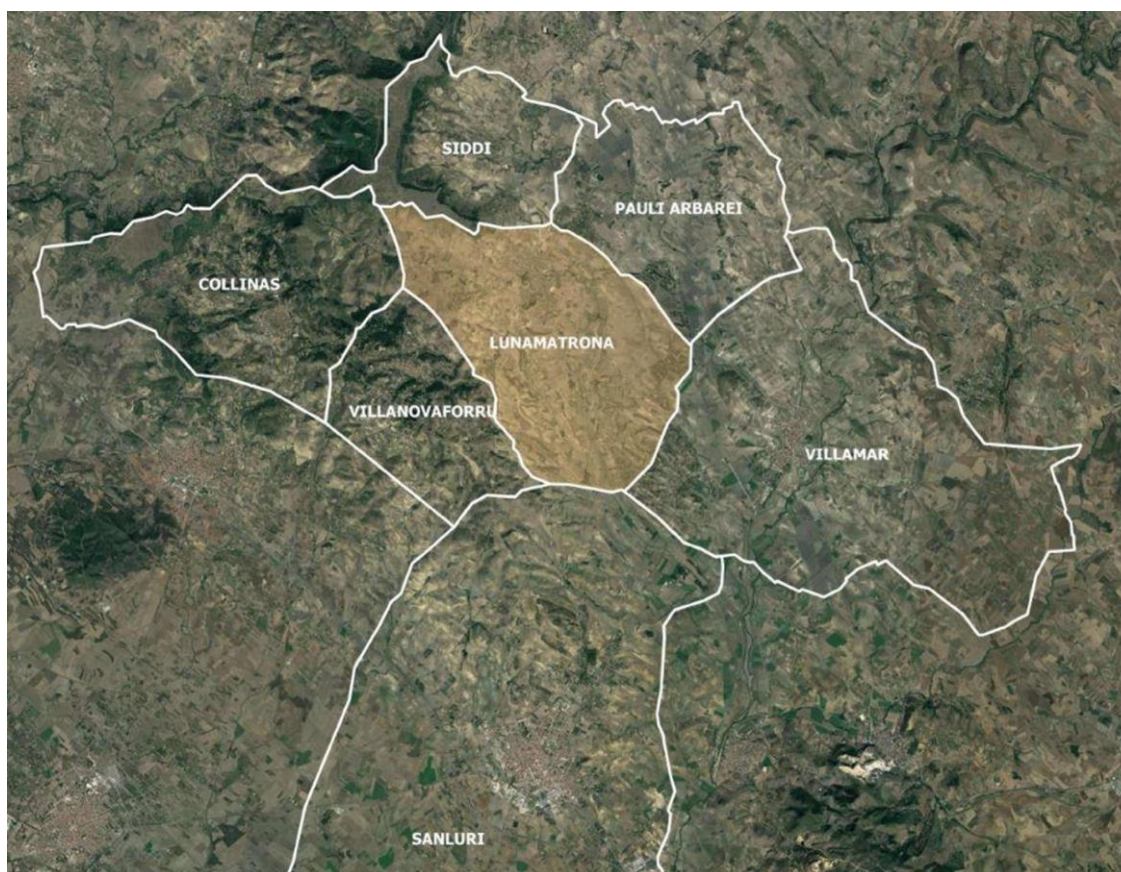 SIDDI
PAULI ARBAREI
COLLINAS
LUNAMATRONA
VILLANOVAFORRU
VILLAMAR
SANLURI